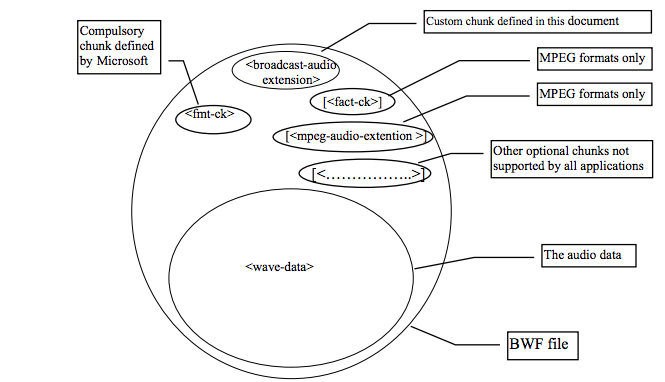 Custom chunk defined in this document
Compulsory
chunk defined
by Microsoft
<broadcast-audio
extension>
MPEG formats only
[<fact-ck>]
MPEG formats only
<fmt-ck>
[<mpeg-audio-extention >]
Other optional chunks not
supported by all applications
[<……………..>]
<wave-data>
The audio data
BWF file